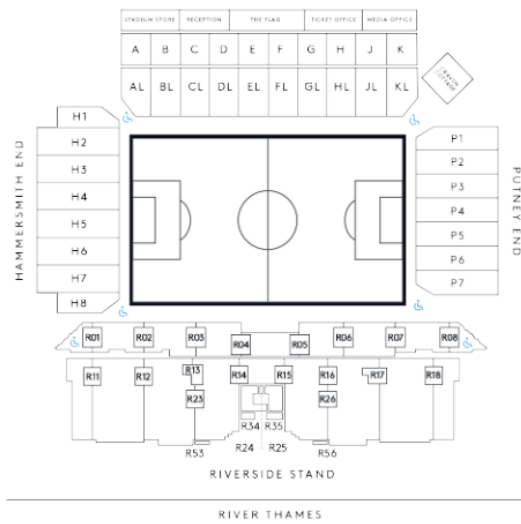 STADIUM STORE RECEPTION THE FLAG TICKET OFFICE MEDIA OFFICE
A B C D E F G H J K
AL BL CL DL EL FL GL HL JL KL
CRAVEN
COTTAGE
HAMMERSMITH END
H1
H2
H3
H4
H5
H6
H7
H8
P1
P2
P3
P4
P5
P6
P7
PUTNEY END
R01 R02 R03 R04 R05 R06 R07 R08
R11 R12 R13 R14 R15 R16 R17 R18
R23 R26
R34 R35
R53 R24 R25 R56
RIVERSIDE STAND
RIVER THAMES